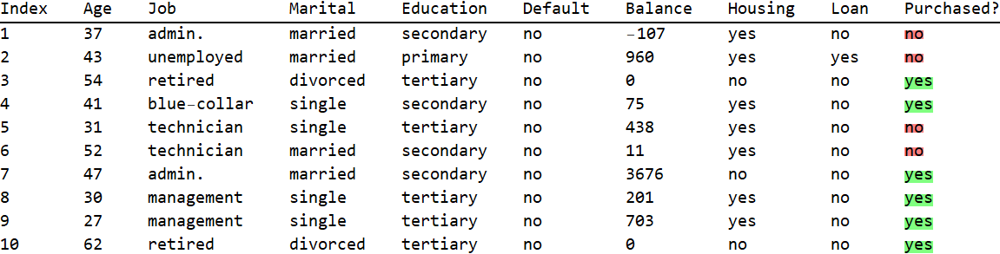 Index Age Job Marital Education Default Balance Housing Loan Purchased?
1 37 admin. married secondary no −107 yes no no
2 43 unemployed married primary no 960 yes yes no
3 54 retired divorced tertiary no 0 no no yes
4 41 blue−collar single secondary no 75 yes no yes
5 31 technician single tertiary no 438 yes no no
6 52 technician married secondary no 11 yes no no
7 47 admin. married secondary no 3676 no no yes
8 30 management single tertiary no 201 yes no yes
9 27 management single tertiary no 703 yes no yes
10 62 retired divorced tertiary no 0 no no yes